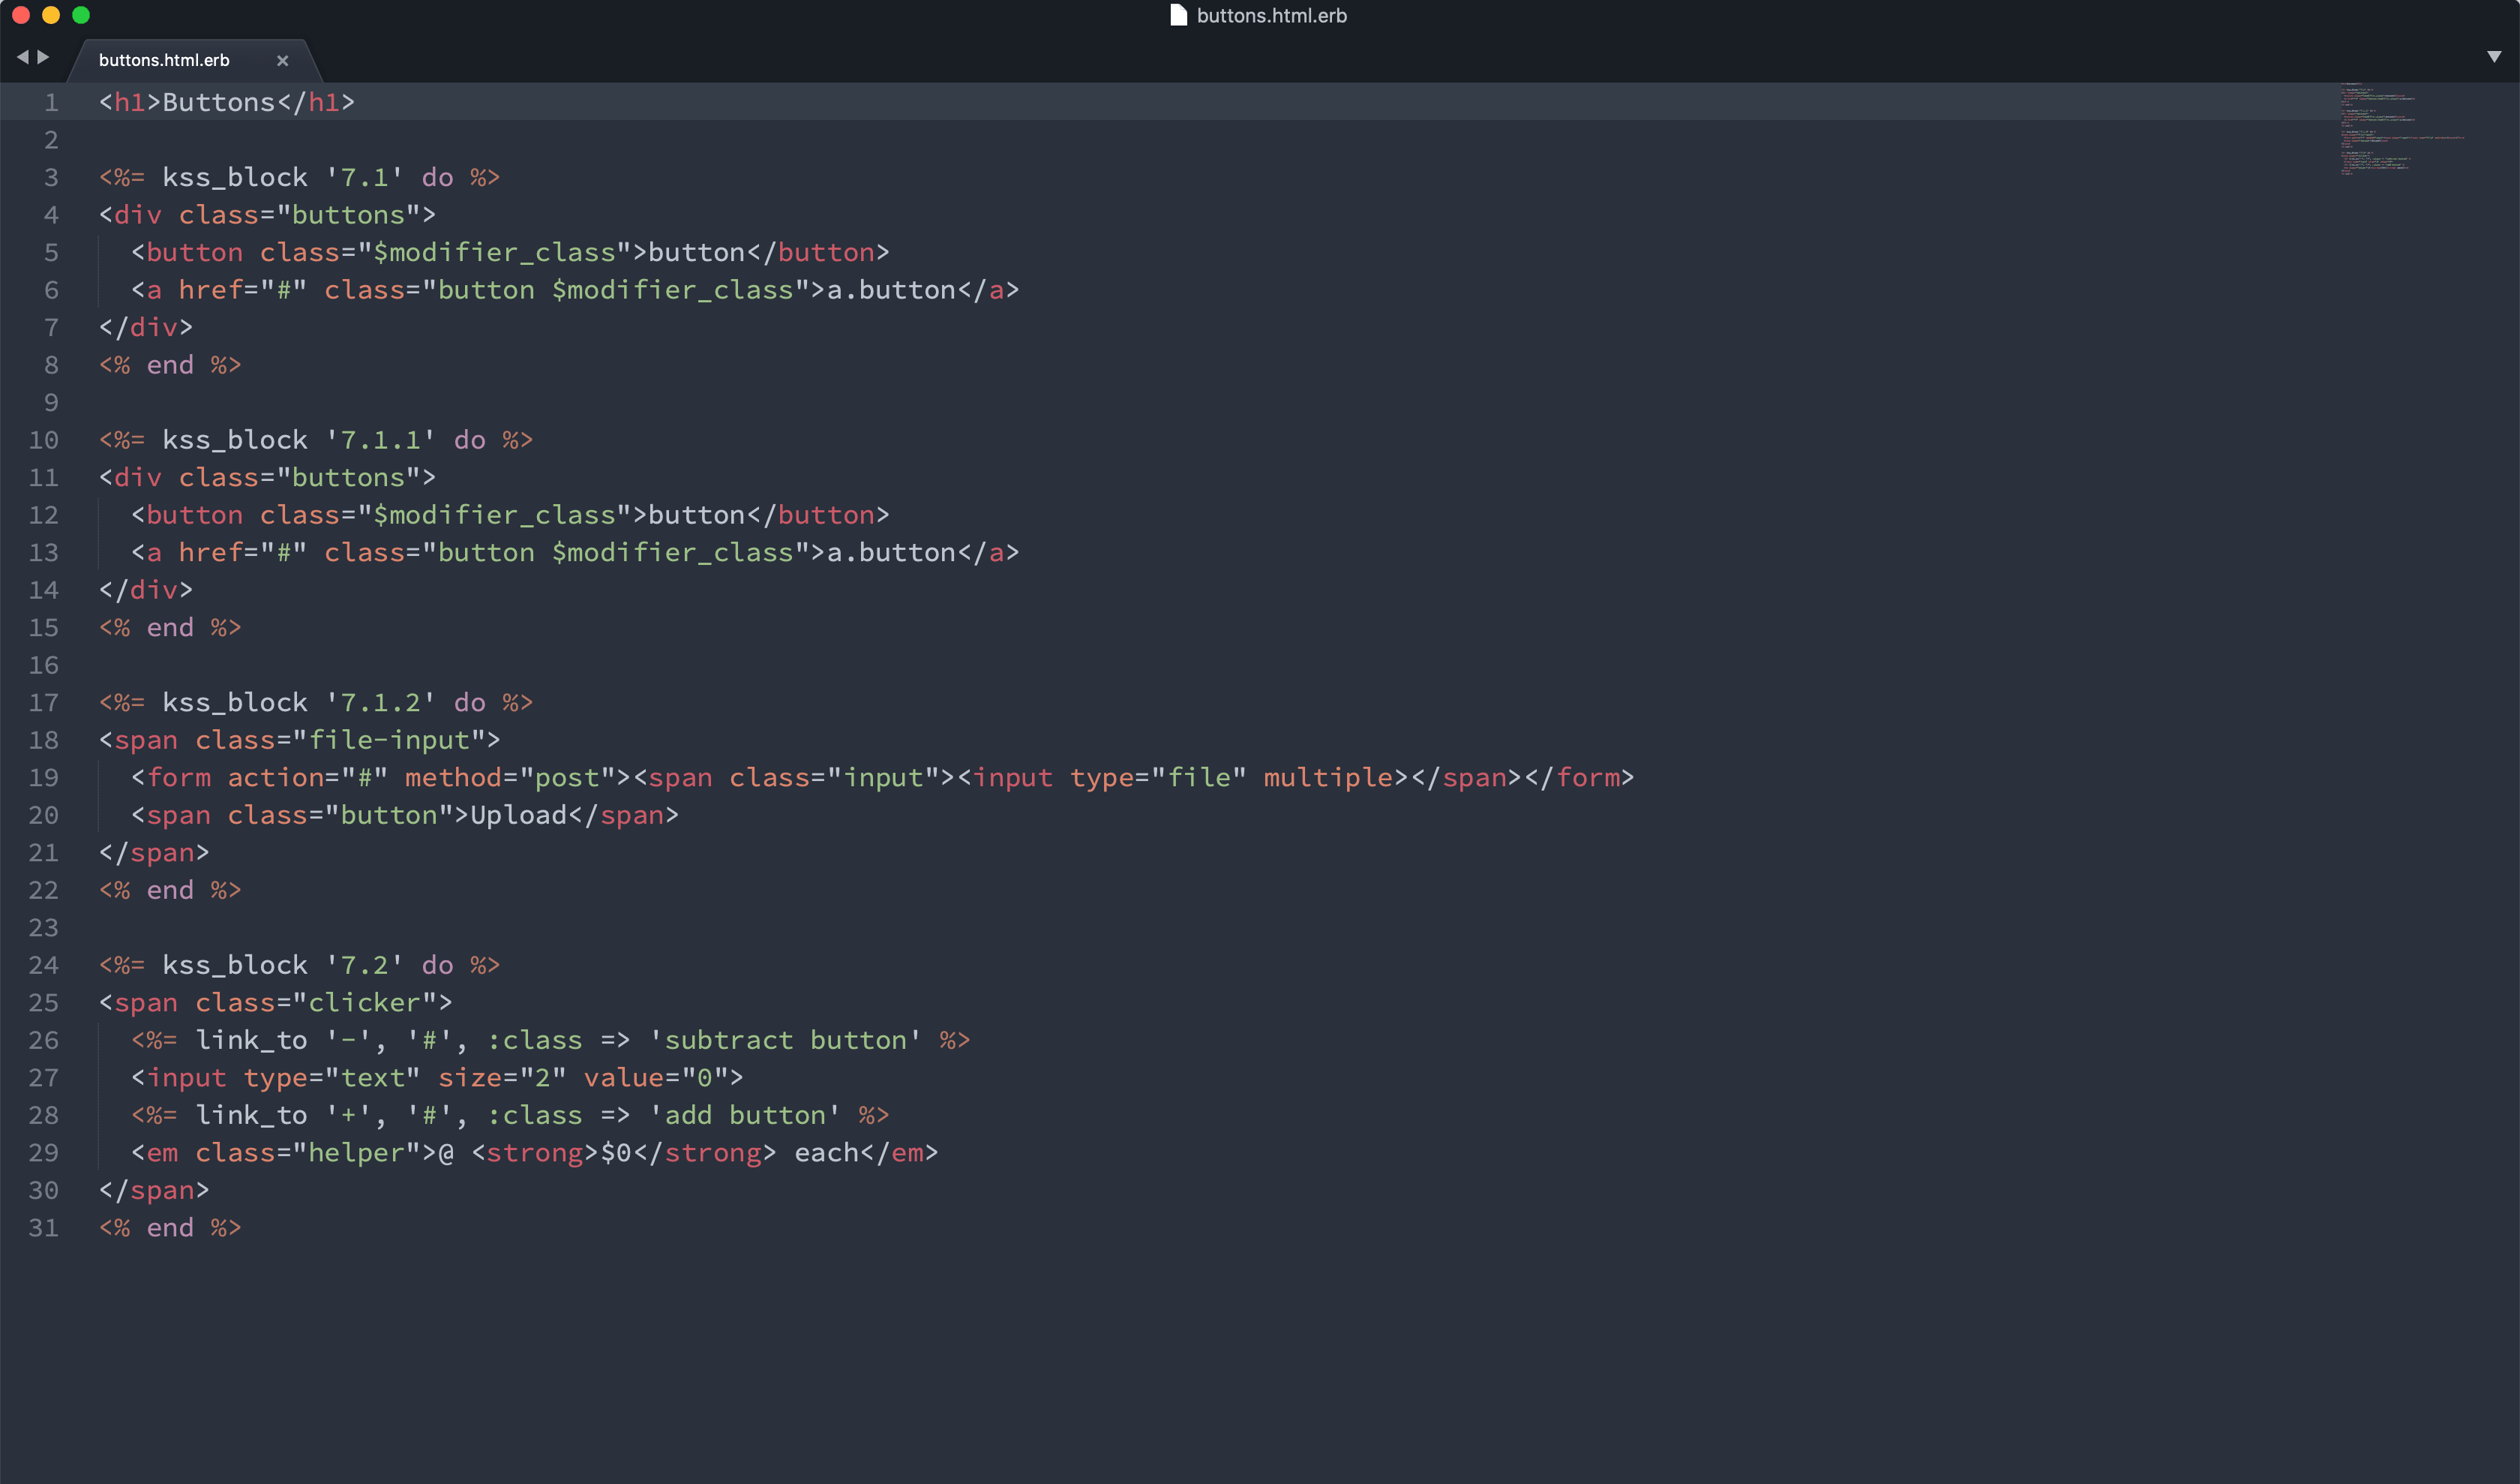 buttons.html.erb
buttons.html.erb ×
1 <h1>Buttons</h1>
2
3 <%= kss_block '7.1' do %>
4 <div class="buttons">
5   <button class="$modifier_class">button</button>
6   <a href="#" class="button $modifier_class">a.button</a>
7 </div>
8 <% end %>
9
10 <%= kss_block '7.1.1' do %>
11 <div class="buttons">
12   <button class="$modifier_class">button</button>
13   <a href="#" class="button $modifier_class">a.button</a>
14 </div>
15 <% end %>
16
17 <%= kss_block '7.1.2' do %>
18 <span class="file-input">
19   <form action="#" method="post"><span class="input"><input type="file" multiple></span></form>
20   <span class="button">Upload</span>
21 </span>
22 <% end %>
23
24 <%= kss_block '7.2' do %>
25 <span class="clicker">
26   <%= link_to '-', '#', :class => 'subtract button' %>
27   <input type="text" size="2" value="0">
28   <%= link_to '+', '#', :class => 'add button' %>
29   <em class="helper">@ <strong>$0</strong> each</em>
30 </span>
31 <% end %>